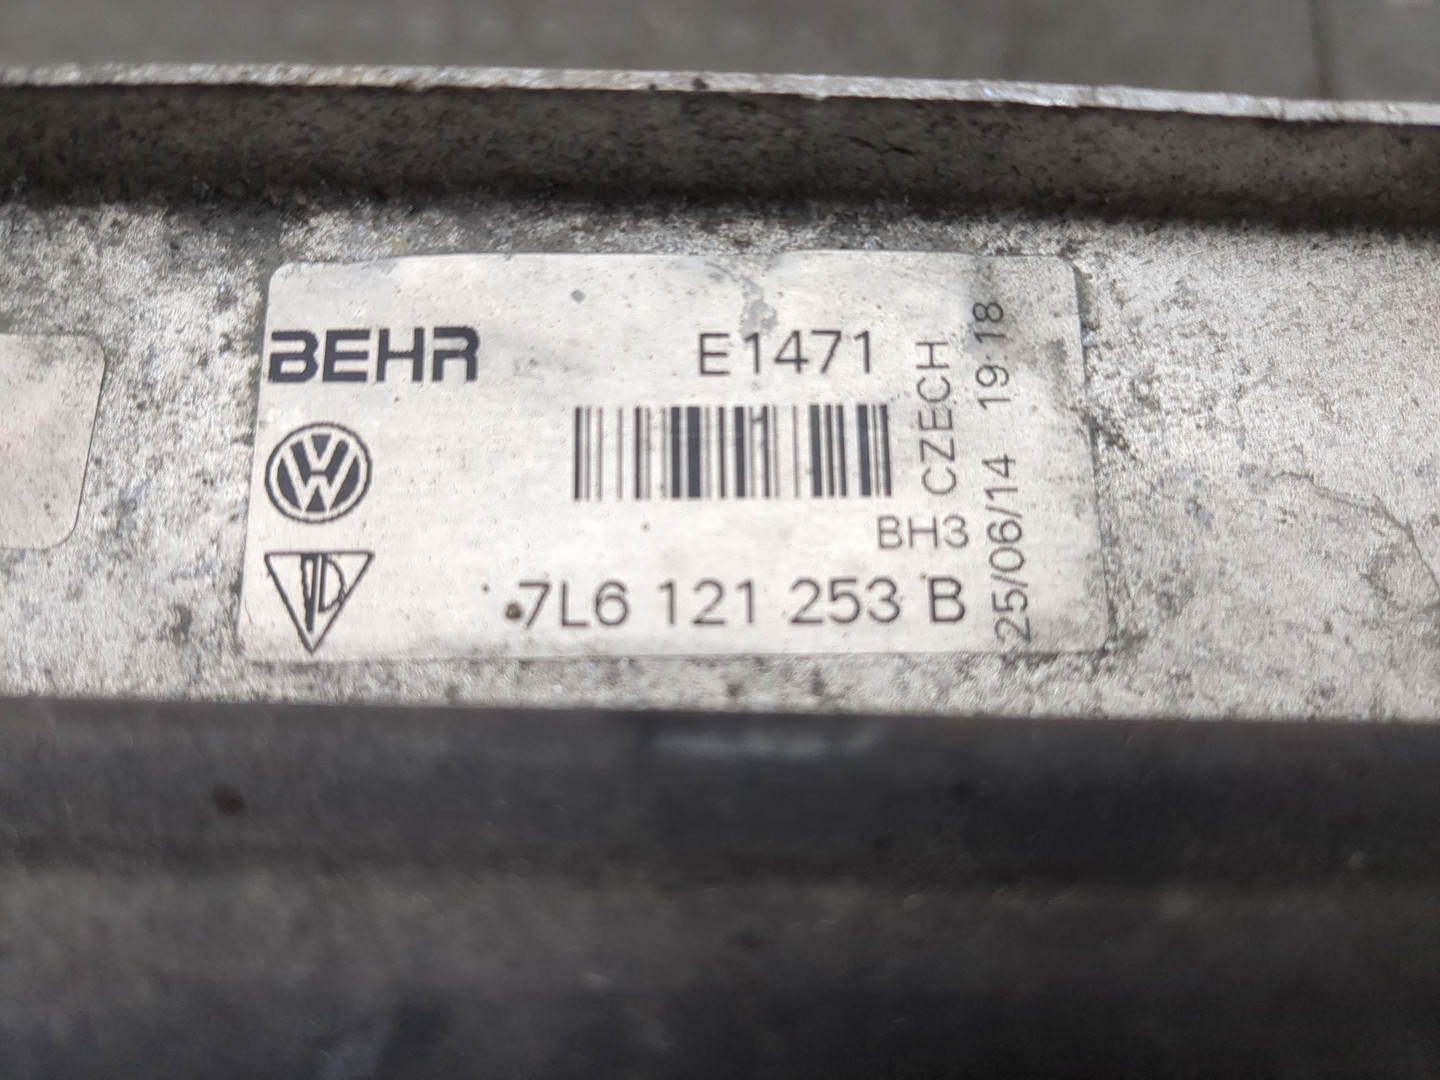 BEHR
E1471
CZECH
25/06/14 19:18
BH3
7L6 121 253 B